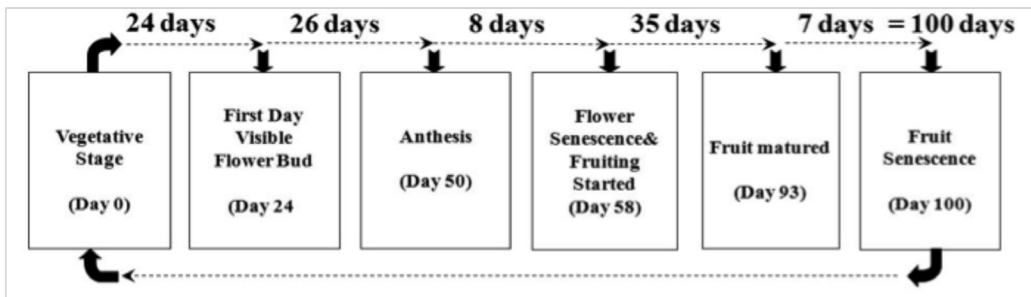 24 days 26 days 8 days 35 days 7 days = 100 days
Vegetative
Stage
(Day 0)
First Day
Visible
Flower Bud
(Day 24
Anthesis
(Day 50)
Flower
Senescence&
Fruiting
Started
(Day 58)
Fruit matured
(Day 93)
Fruit
Senescence
(Day 100)